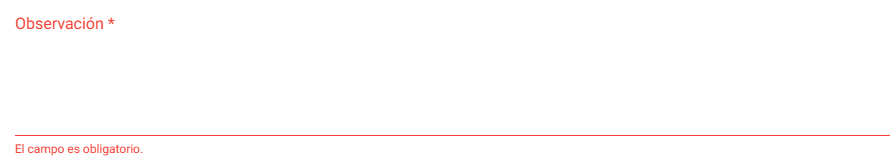 Observación *
El campo es obligatorio.